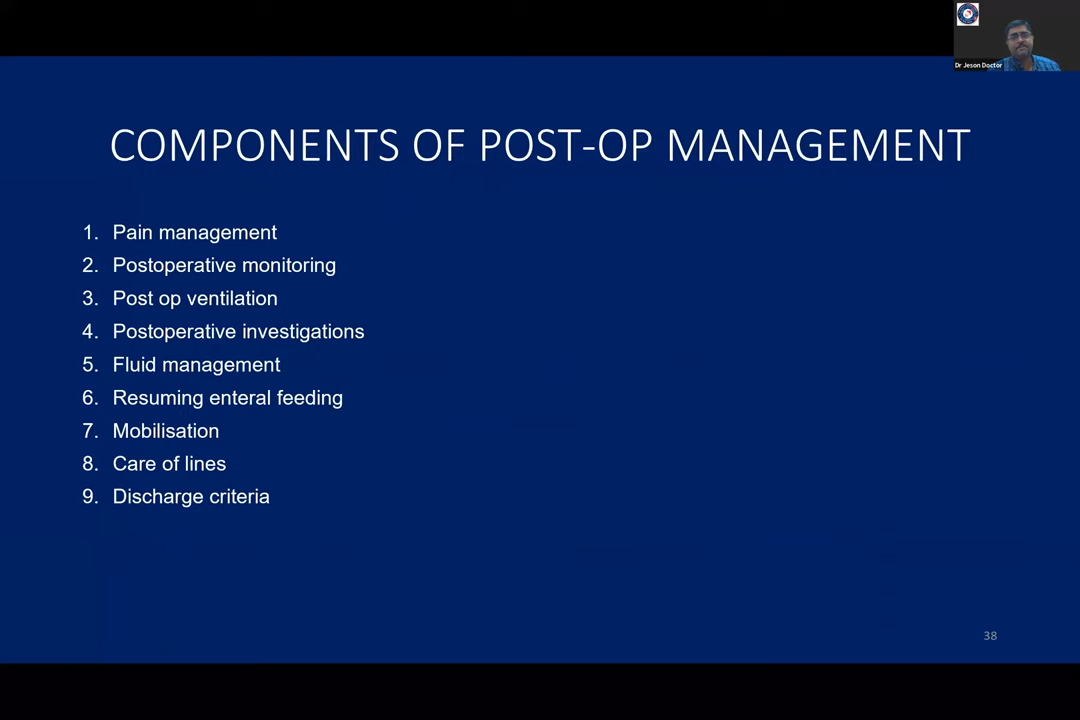 Dr Jeson Doctor
COMPONENTS OF POST-OP MANAGEMENT
1. Pain management
2. Postoperative monitoring
3. Post op ventilation
4. Postoperative investigations
5. Fluid management
6. Resuming enteral feeding
7. Mobilisation
8. Care of lines
9. Discharge criteria
38